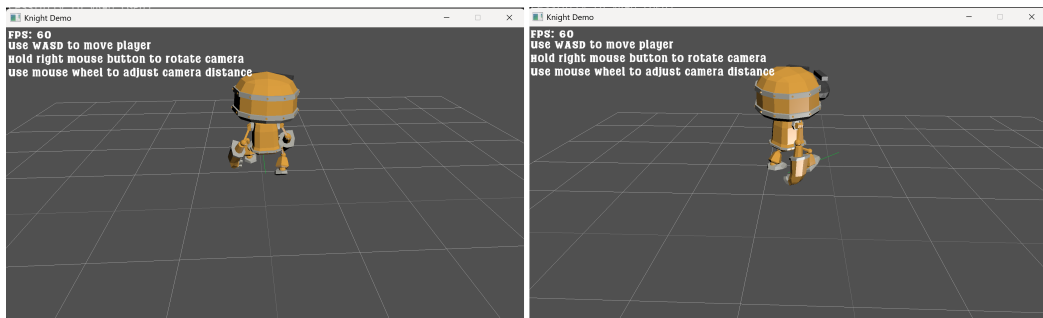 Knight Demo
FPS: 60
Use WASD to move player
Hold right mouse button to rotate camera
Use mouse wheel to adjust camera distance
Knight Demo
FPS: 60
Use WASD to move player
Hold right mouse button to rotate camera
Use mouse wheel to adjust camera distance